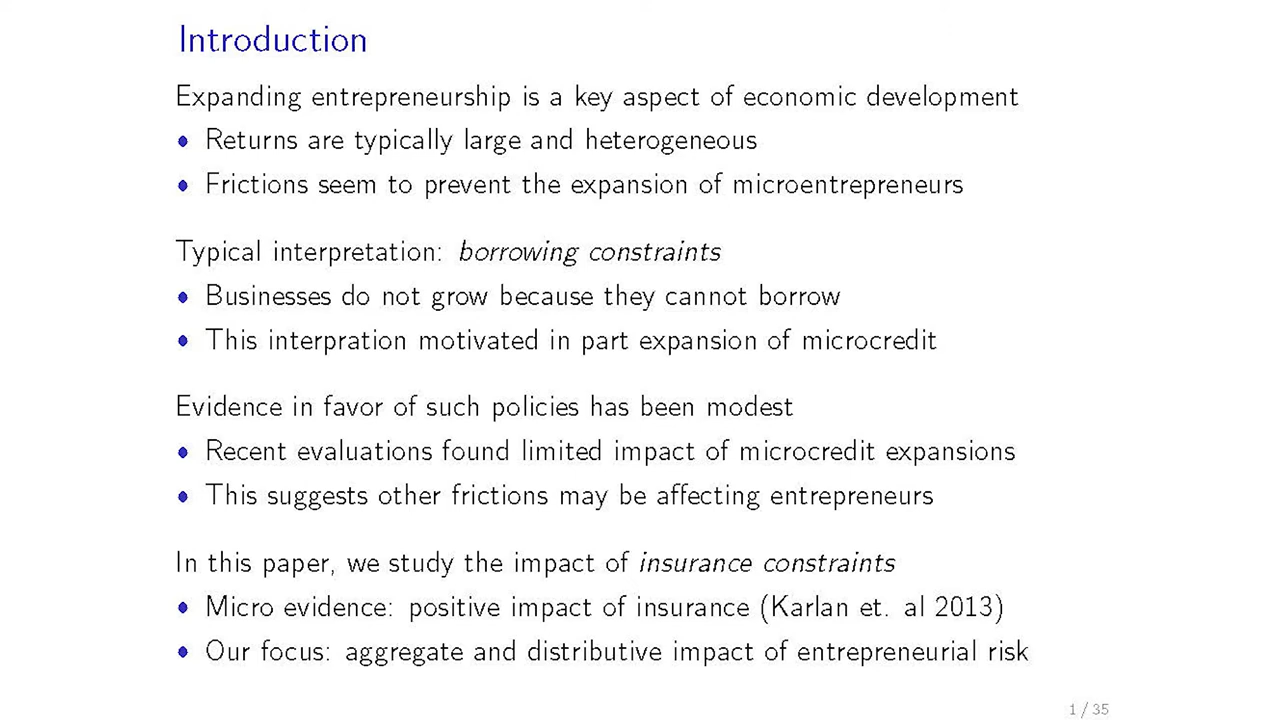 Introduction
Expanding entrepreneurship is a key aspect of economic development
• Returns are typically large and heterogeneous
• Frictions seem to prevent the expansion of microentrepreneurs
Typical interpretation: borrowing constraints
• Businesses do not grow because they cannot borrow
• This interpration motivated in part expansion of microcredit
Evidence in favor of such policies has been modest
• Recent evaluations found limited impact of microcredit expansions
• This suggests other frictions may be affecting entrepreneurs
In this paper, we study the impact of insurance constraints
• Micro evidence: positive impact of insurance (Karlan et. al 2013)
• Our focus: aggregate and distributive impact of entrepreneurial risk
1 / 35